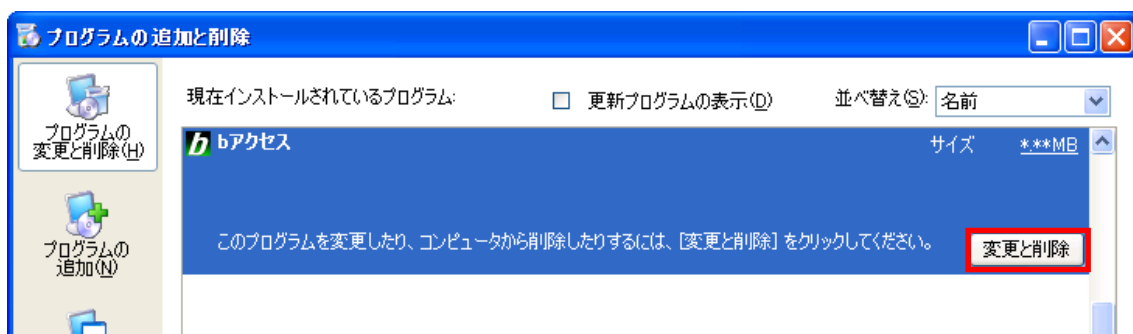 プログラムの追加と削除
現在インストールされているプログラム:
更新プログラムの表示(D)
並べ替え(S):
名前
プログラムの
変更と削除(H)
b bアクセス
サイズ
*.**MB
プログラムの
追加(N)
このプログラムを変更したり、コンピュータから削除したりするには、[変更と削除] をクリックしてください。
変更と削除